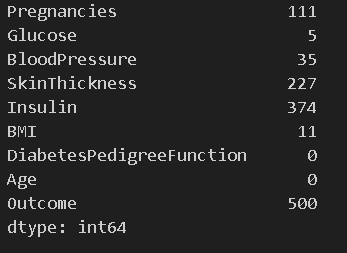 Pregnancies 111
Glucose 5
BloodPressure 35
SkinThickness 227
Insulin 374
BMI 11
DiabetesPedigreeFunction 0
Age 0
Outcome 500
dtype: int64